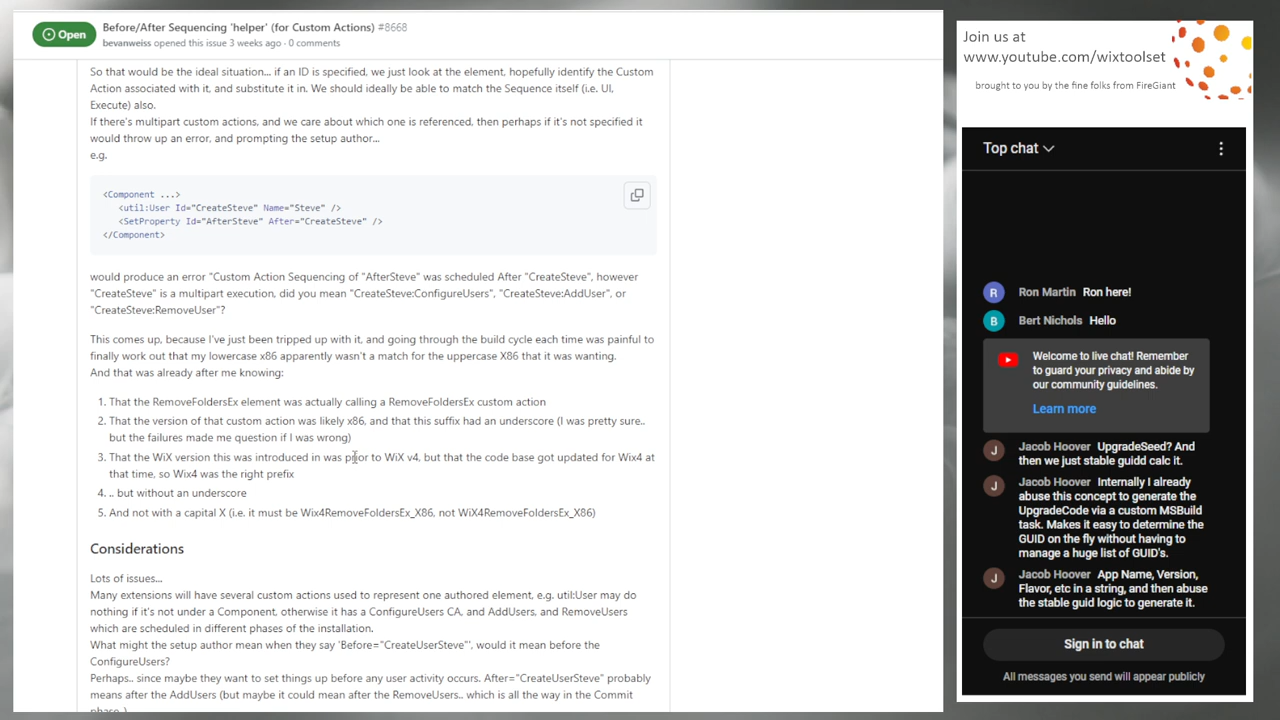 Open
Before/After Sequencing 'helper' (for Custom Actions) #8668
bevanweiss opened this issue 3 weeks ago · 0 comments
So that would be the ideal situation... if an ID is specified, we just look at the element, hopefully identify the Custom
Action associated with it, and substitute it in. We should ideally be able to match the Sequence itself (i.e. UI,
Execute) also.
If there's multipart custom actions, and we care about which one is referenced, then perhaps if it's not specified it
would throw up an error, and prompting the setup author...
e.g.
<Component ...>
<util:User Id="CreateSteve" Name="Steve" />
<SetProperty Id="AfterSteve" After="CreateSteve" />
</Component>
would produce an error "Custom Action Sequencing of "AfterSteve" was scheduled After "CreateSteve", however
"CreateSteve" is a multipart execution, did you mean "CreateSteve:ConfigureUsers", "CreateSteve:AddUser", or
"CreateSteve:RemoveUser"?
This comes up, because I've just been tripped up with it, and going through the build cycle each time was painful to
finally work out that my lowercase x86 apparently wasn't a match for the uppercase X86 that it was wanting.
And that was already after me knowing:
1. That the RemoveFoldersEx element was actually calling a RemoveFoldersEx custom action
2. That the version of that custom action was likely x86, and that this suffix had an underscore (I was pretty sure..
but the failures made me question if I was wrong)
3. That the WiX version this was introduced in was prior to WiX v4, but that the code base got updated for Wix4 at
that time, so Wix4 was the right prefix
4. .. but without an underscore
5. And not with a capital X (i.e. it must be Wix4RemoveFoldersEx_X86, not WiX4RemoveFoldersEx_X86)
Considerations
Lots of issues...
Many extensions will have several custom actions used to represent one authored element, e.g. util:User may do
nothing if it's not under a Component, otherwise it has a ConfigureUsers CA, and AddUsers, and RemoveUsers
which are scheduled in different phases of the installation.
What might the setup author mean when they say 'Before="CreateUserSteve"', would it mean before the
ConfigureUsers?
Perhaps.. since maybe they want to set things up before any user activity occurs. After="CreateUserSteve" probably
means after the AddUsers (but maybe it could mean after the RemoveUsers.. which is all the way in the Commit
phase..)
Join us at
www.youtube.com/wixtoolset
brought to you by the fine folks from FireGiant
Top chat
R Ron Martin Ron here!
B Bert Nichols Hello
Welcome to live chat! Remember
to guard your privacy and abide by
our community guidelines.
Learn more
J Jacob Hoover UpgradeSeed? And
then we just stable guidd calc it.
J Jacob Hoover Internally I already
abuse this concept to generate the
UpgradeCode via a custom MSBuild
task. Makes it easy to determine the
GUID on the fly without having to
manage a huge list of GUID's.
J Jacob Hoover App Name, Version,
Flavor, etc in a string, and then abuse
the stable guid logic to generate it.
Sign in to chat
All messages you send will appear publicly